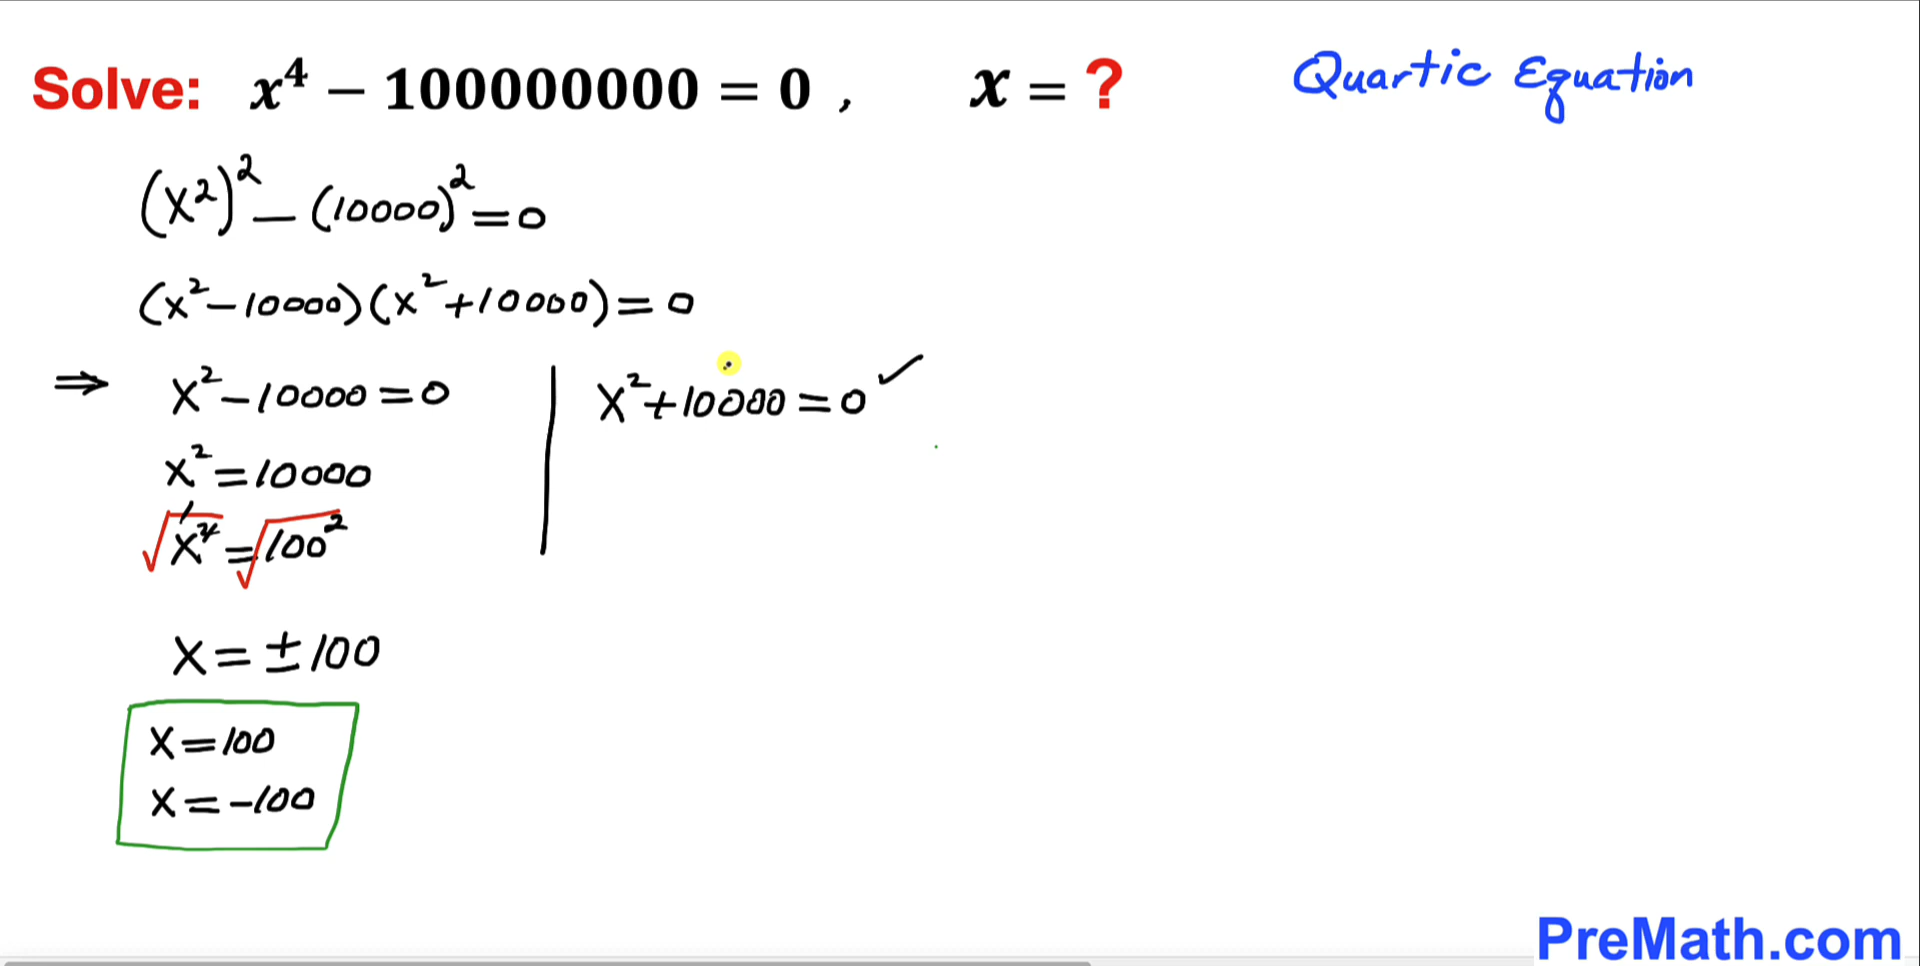 Solve: x⁴ − 100000000 = 0 , x = ? Quartic Equation
(x²)² − (10000)² = 0
(x²−10000)(x²+10000) = 0
⇒ x²−10000 = 0 | x²+10000 = 0 ✓
x² = 10000
√x² = √100²
x = ±100
x = 100
x = −100
PreMath.com